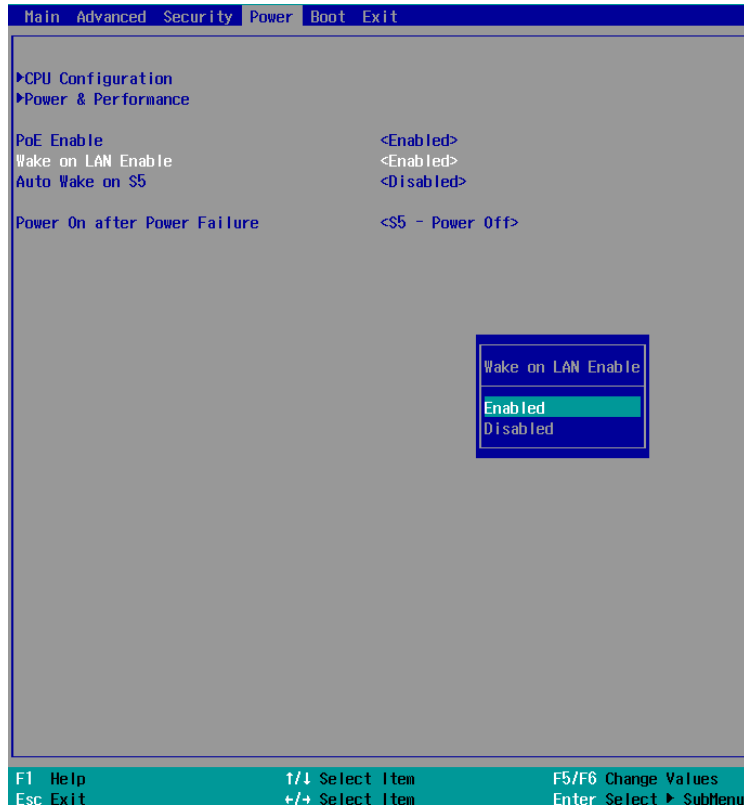 Main Advanced Security Power Boot Exit
▶CPU Configuration
▶Power & Performance
PoE Enable <Enabled>
Wake on LAN Enable <Enabled>
Auto Wake on S5 <Disabled>
Power On after Power Failure <S5 - Power Off>
Wake on LAN Enable
Enabled
Disabled
F1 Help ↑/↓ Select Item F5/F6 Change Values
Esc Exit ←/→ Select Item Enter Select ▶ SubMenu